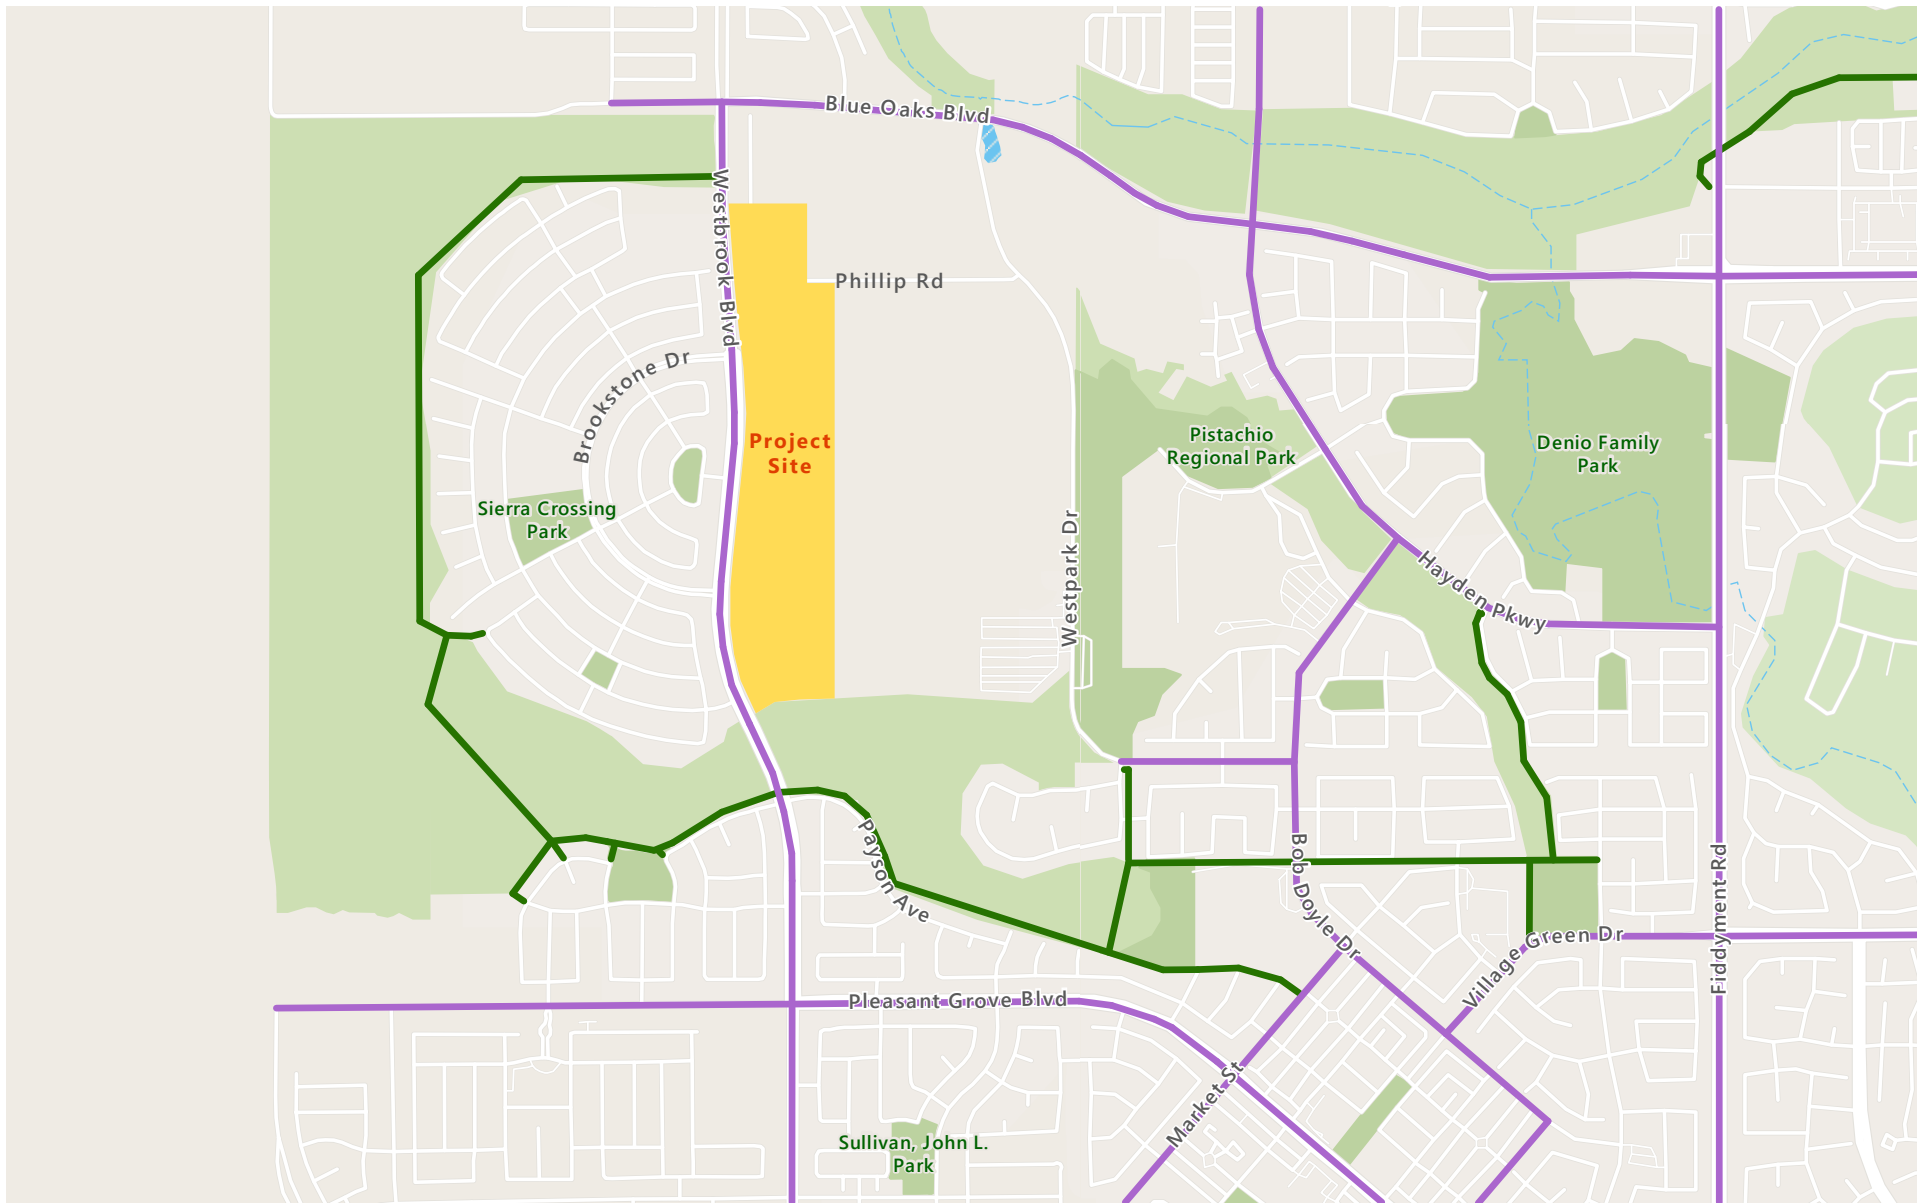 Blue Oaks Blvd
Westbrook Blvd
Phillip Rd
Brookstone Dr
Project
Site
Pistachio
Regional Park
Denio Family
Park
Sierra Crossing
Park
Westpark Dr
Hayden Pkwy
Payson Ave
Bob Doyle Dr
Fiddyment Rd
Village Green Dr
Pleasant Grove Blvd
Market St
Sullivan, John L.
Park